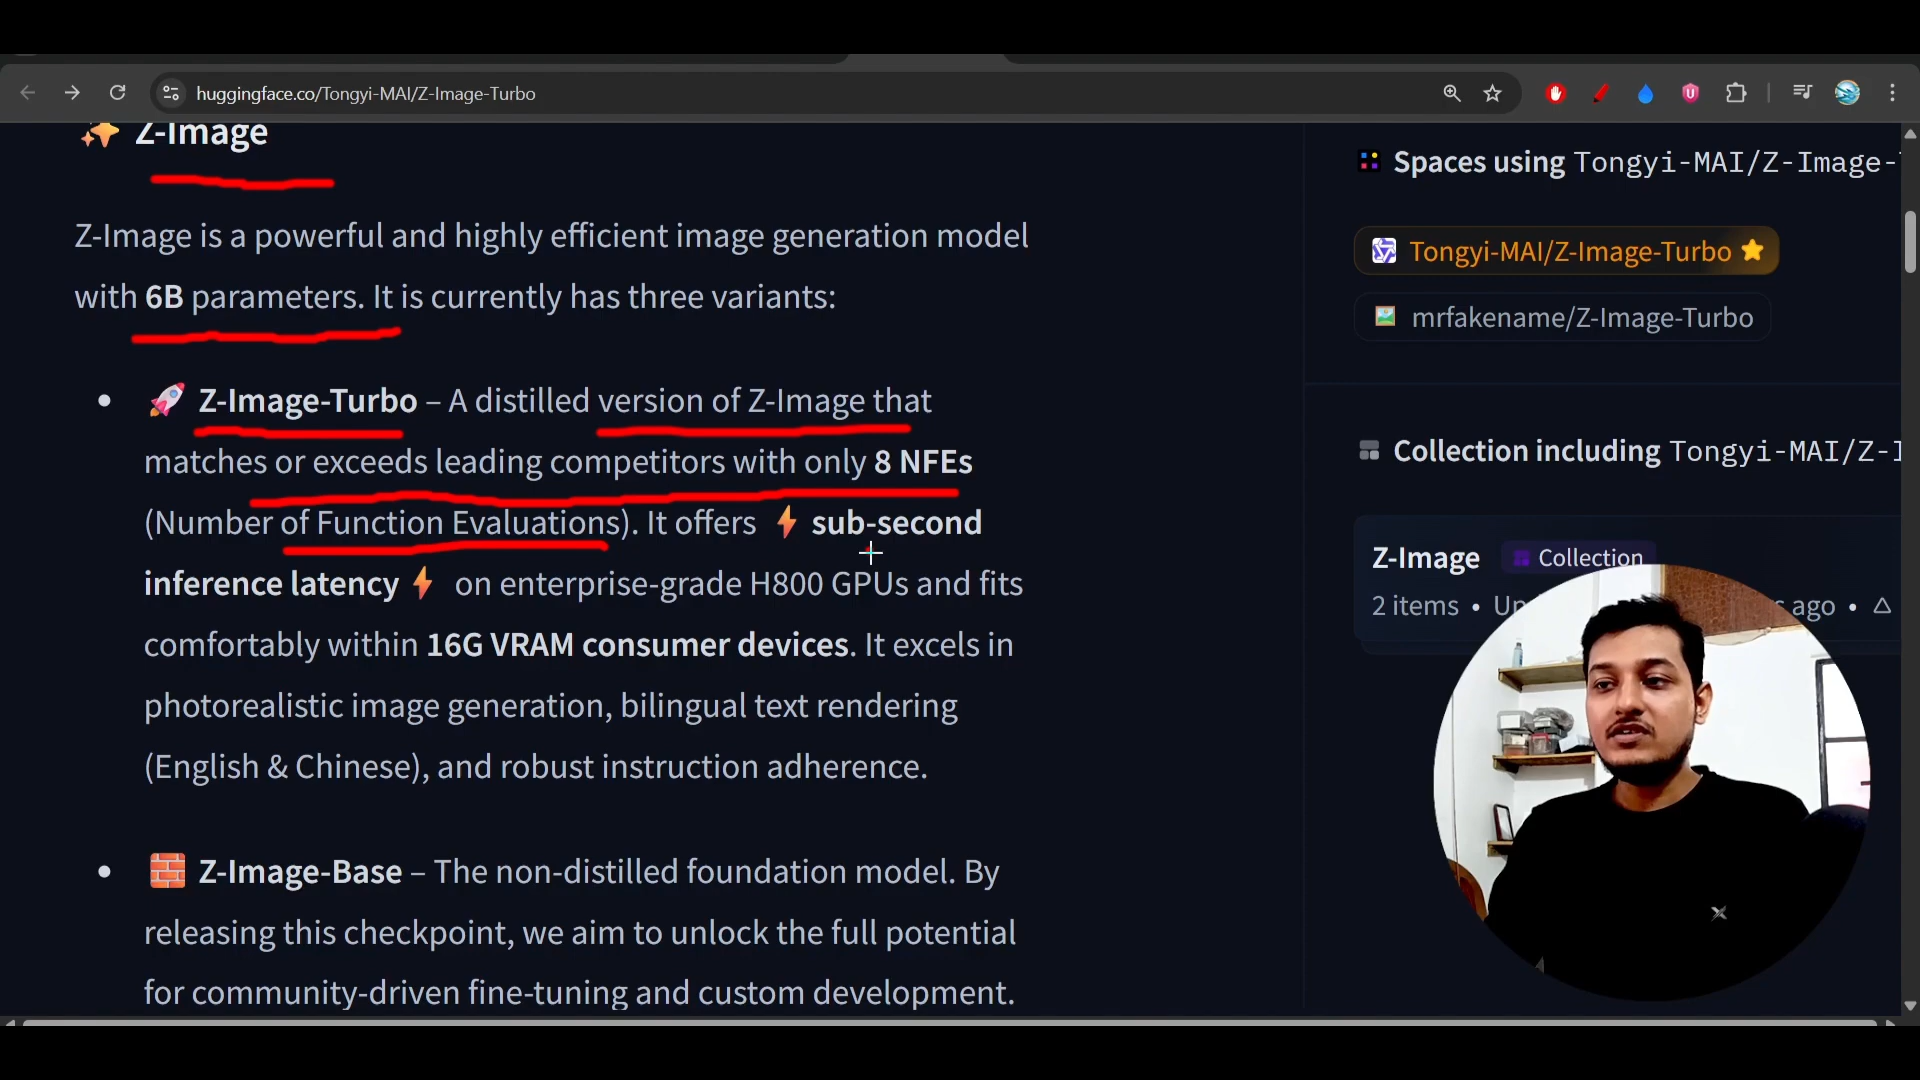 huggingface.co/Tongyi-MAI/Z-Image-Turbo
Z-Image
Z-Image is a powerful and highly efficient image generation model
with 6B parameters. It is currently has three variants:
Z-Image-Turbo – A distilled version of Z-Image that
matches or exceeds leading competitors with only 8 NFEs
(Number of Function Evaluations). It offers ⚡ sub-second
inference latency ⚡ on enterprise-grade H800 GPUs and fits
comfortably within 16G VRAM consumer devices. It excels in
photorealistic image generation, bilingual text rendering
(English & Chinese), and robust instruction adherence.
Z-Image-Base – The non-distilled foundation model. By
releasing this checkpoint, we aim to unlock the full potential
for community-driven fine-tuning and custom development.
Spaces using Tongyi-MAI/Z-Image-
Tongyi-MAI/Z-Image-Turbo
mrfakename/Z-Image-Turbo
Collection including Tongyi-MAI/Z-
Z-Image Collection
2 items • ago •